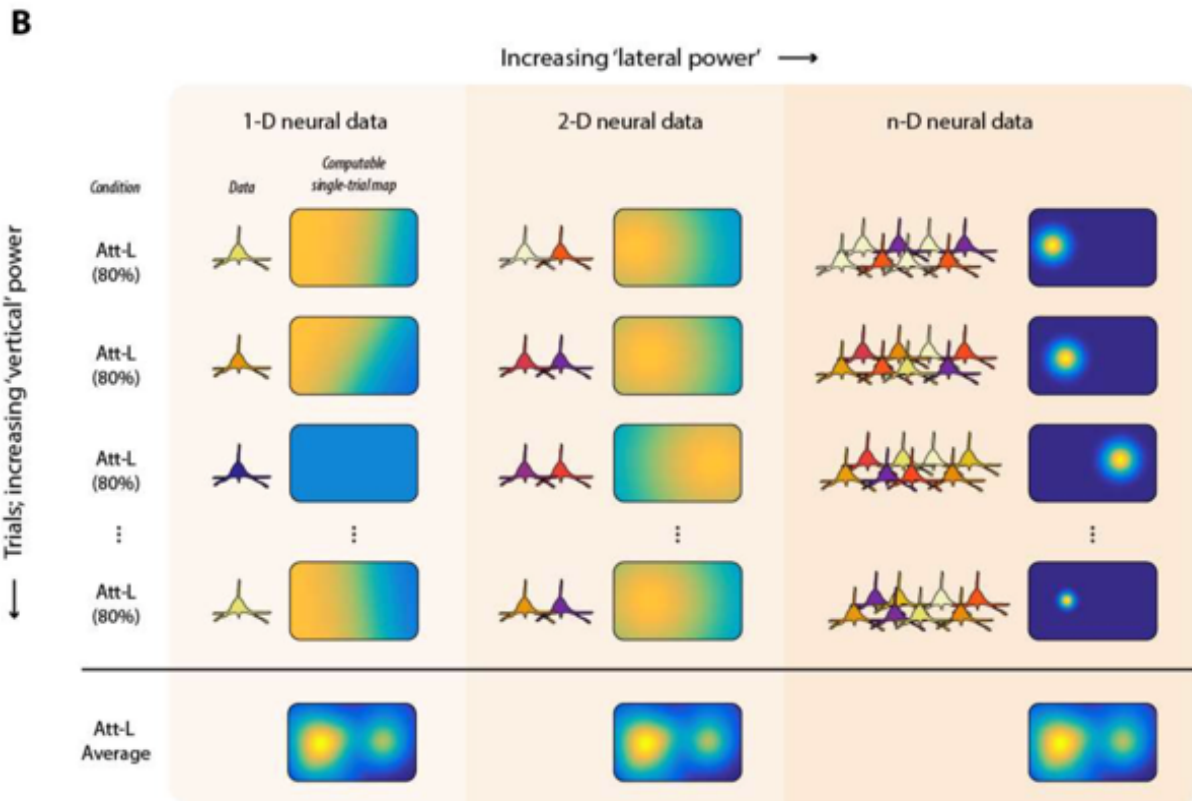 B
Increasing 'lateral power' →
1-D neural data
2-D neural data
n-D neural data
Condition
Data
Computable
single-trial map
Att-L
(80%)
Att-L
(80%)
Att-L
(80%)
⋮
⋮
⋮
⋮
Att-L
(80%)
Att-L
Average
← Trials; increasing 'vertical' power